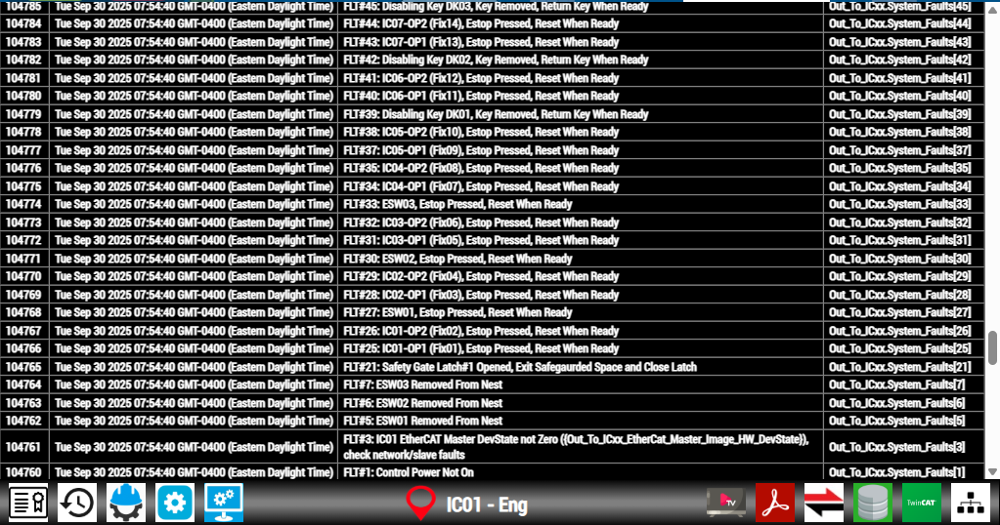 104785 Tue Sep 30 2025 07:54:40 GMT-0400 (Eastern Daylight Time) FLT#45: Disabling Key DK03, Key Removed, Return Key When Ready Out_To_ICxx.System_Faults[45]
104784 Tue Sep 30 2025 07:54:40 GMT-0400 (Eastern Daylight Time) FLT#44: IC07-OP2 (Fix14), Estop Pressed, Reset When Ready Out_To_ICxx.System_Faults[44]
104783 Tue Sep 30 2025 07:54:40 GMT-0400 (Eastern Daylight Time) FLT#43: IC07-OP1 (Fix13), Estop Pressed, Reset When Ready Out_To_ICxx.System_Faults[43]
104782 Tue Sep 30 2025 07:54:40 GMT-0400 (Eastern Daylight Time) FLT#42: Disabling Key DK02, Key Removed, Return Key When Ready Out_To_ICxx.System_Faults[42]
104781 Tue Sep 30 2025 07:54:40 GMT-0400 (Eastern Daylight Time) FLT#41: IC06-OP2 (Fix12), Estop Pressed, Reset When Ready Out_To_ICxx.System_Faults[41]
104780 Tue Sep 30 2025 07:54:40 GMT-0400 (Eastern Daylight Time) FLT#40: IC06-OP1 (Fix11), Estop Pressed, Reset When Ready Out_To_ICxx.System_Faults[40]
104779 Tue Sep 30 2025 07:54:40 GMT-0400 (Eastern Daylight Time) FLT#39: Disabling Key DK01, Key Removed, Return Key When Ready Out_To_ICxx.System_Faults[39]
104778 Tue Sep 30 2025 07:54:40 GMT-0400 (Eastern Daylight Time) FLT#38: IC05-OP2 (Fix10), Estop Pressed, Reset When Ready Out_To_ICxx.System_Faults[38]
104777 Tue Sep 30 2025 07:54:40 GMT-0400 (Eastern Daylight Time) FLT#37: IC05-OP1 (Fix09), Estop Pressed, Reset When Ready Out_To_ICxx.System_Faults[37]
104776 Tue Sep 30 2025 07:54:40 GMT-0400 (Eastern Daylight Time) FLT#35: IC04-OP2 (Fix08), Estop Pressed, Reset When Ready Out_To_ICxx.System_Faults[35]
104775 Tue Sep 30 2025 07:54:40 GMT-0400 (Eastern Daylight Time) FLT#34: IC04-OP1 (Fix07), Estop Pressed, Reset When Ready Out_To_ICxx.System_Faults[34]
104774 Tue Sep 30 2025 07:54:40 GMT-0400 (Eastern Daylight Time) FLT#33: ESW03, Estop Pressed, Reset When Ready Out_To_ICxx.System_Faults[33]
104773 Tue Sep 30 2025 07:54:40 GMT-0400 (Eastern Daylight Time) FLT#32: IC03-OP2 (Fix06), Estop Pressed, Reset When Ready Out_To_ICxx.System_Faults[32]
104772 Tue Sep 30 2025 07:54:40 GMT-0400 (Eastern Daylight Time) FLT#31: IC03-OP1 (Fix05), Estop Pressed, Reset When Ready Out_To_ICxx.System_Faults[31]
104771 Tue Sep 30 2025 07:54:40 GMT-0400 (Eastern Daylight Time) FLT#30: ESW02, Estop Pressed, Reset When Ready Out_To_ICxx.System_Faults[30]
104770 Tue Sep 30 2025 07:54:40 GMT-0400 (Eastern Daylight Time) FLT#29: IC02-OP2 (Fix04), Estop Pressed, Reset When Ready Out_To_ICxx.System_Faults[29]
104769 Tue Sep 30 2025 07:54:40 GMT-0400 (Eastern Daylight Time) FLT#28: IC02-OP1 (Fix03), Estop Pressed, Reset When Ready Out_To_ICxx.System_Faults[28]
104768 Tue Sep 30 2025 07:54:40 GMT-0400 (Eastern Daylight Time) FLT#27: ESW01, Estop Pressed, Reset When Ready Out_To_ICxx.System_Faults[27]
104767 Tue Sep 30 2025 07:54:40 GMT-0400 (Eastern Daylight Time) FLT#26: IC01-OP2 (Fix02), Estop Pressed, Reset When Ready Out_To_ICxx.System_Faults[26]
104766 Tue Sep 30 2025 07:54:40 GMT-0400 (Eastern Daylight Time) FLT#25: IC01-OP1 (Fix01), Estop Pressed, Reset When Ready Out_To_ICxx.System_Faults[25]
104765 Tue Sep 30 2025 07:54:40 GMT-0400 (Eastern Daylight Time) FLT#21: Safety Gate Latch#1 Opened, Exit Safegaurded Space and Close Latch Out_To_ICxx.System_Faults[21]
104764 Tue Sep 30 2025 07:54:40 GMT-0400 (Eastern Daylight Time) FLT#7: ESW03 Removed From Nest Out_To_ICxx.System_Faults[7]
104763 Tue Sep 30 2025 07:54:40 GMT-0400 (Eastern Daylight Time) FLT#6: ESW02 Removed From Nest Out_To_ICxx.System_Faults[6]
104762 Tue Sep 30 2025 07:54:40 GMT-0400 (Eastern Daylight Time) FLT#5: ESW01 Removed From Nest Out_To_ICxx.System_Faults[5]
104761 Tue Sep 30 2025 07:54:40 GMT-0400 (Eastern Daylight Time) FLT#3: IC01 EtherCAT Master DevState not Zero ({Out_To_ICxx_EtherCat_Master_Image_HW_DevState}), Out_To_ICxx.System_Faults[3]
check network/slave faults
104760 Tue Sep 30 2025 07:54:40 GMT-0400 (Eastern Daylight Time) FLT#1: Control Power Not On Out_To_ICxx.System_Faults[1]
IC01 - Eng
TV
TwinCAT